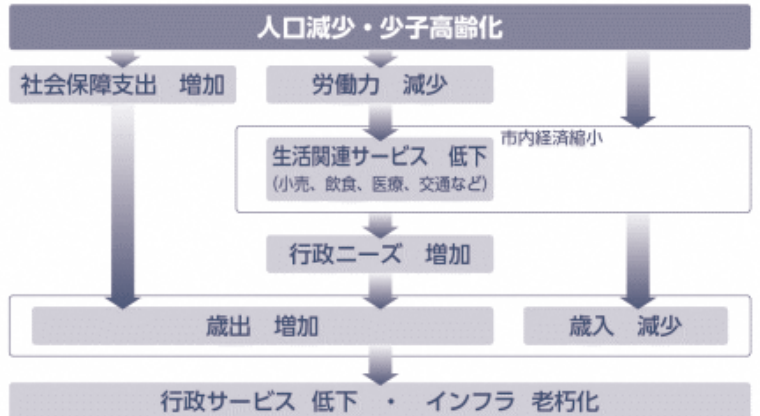 人口減少・少子高齢化
社会保障支出 増加
労働力 減少
市内経済縮小
生活関連サービス 低下
(小売、飲食、医療、交通など)
行政ニーズ 増加
歳出 増加
歳入 減少
行政サービス 低下 ・ インフラ 老朽化